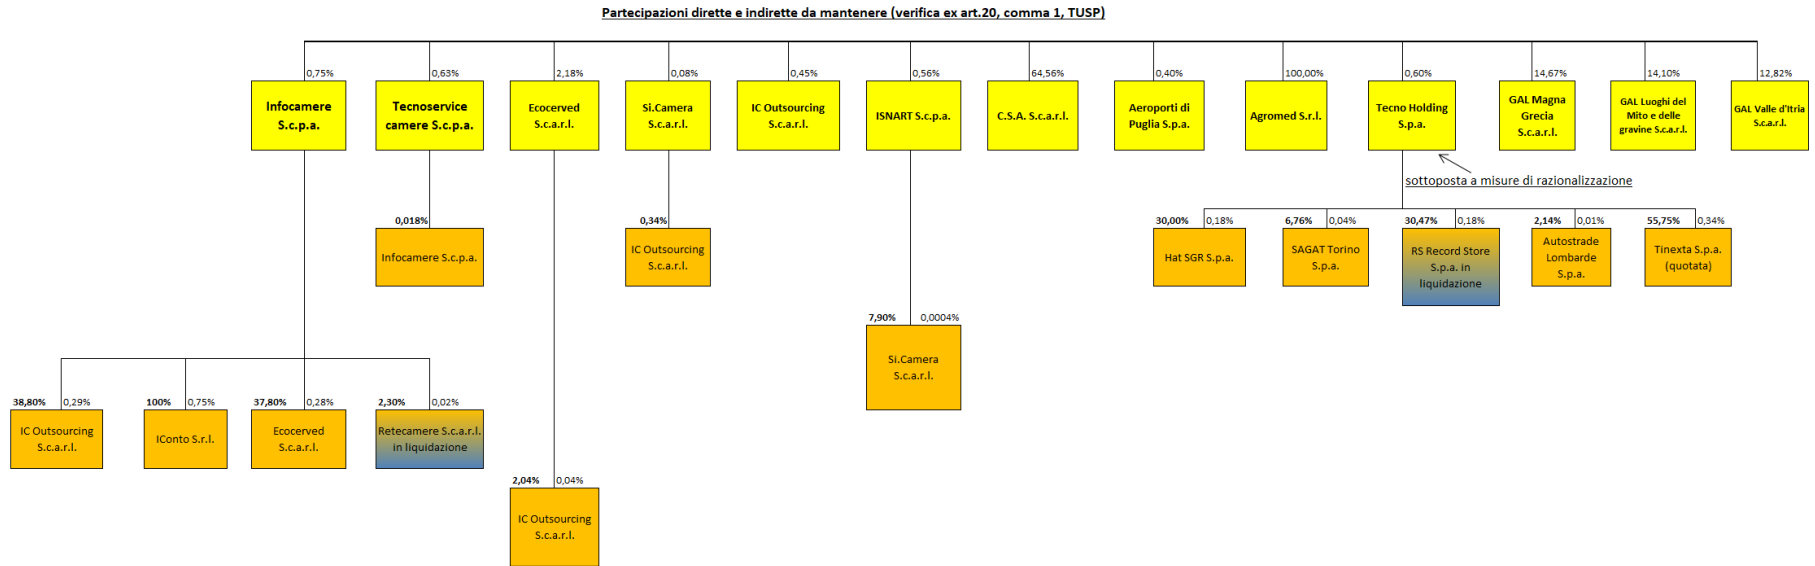 Partecipazioni dirette e indirette da mantenere (verifica ex art.20, comma 1, TUSP)
0,75%
0,63%
2,18%
0,08%
0,45%
0,56%
64,56%
0,40%
100,00%
0,60%
14,67%
14,10%
12,82%
Infocamere
S.c.p.a.
Tecnoservice
camere S.c.p.a.
Ecocerved
S.c.a.r.l.
Si.Camera
S.c.a.r.l.
IC Outsourcing
S.c.a.r.l.
ISNART S.c.p.a.
C.S.A. S.c.a.r.l.
Aeroporti di
Puglia S.p.a.
Agromed S.r.l.
Tecno Holding
S.p.a.
GAL Magna
Grecia
S.c.a.r.l.
GAL Luoghi del
Mito e delle
gravine S.c.a.r.l.
GAL Valle d'Itria
S.c.a.r.l.
sottoposta a misure di razionalizzazione
0,018%
Infocamere S.c.p.a.
0,34%
IC Outsourcing
S.c.a.r.l.
30,00% 0,18%
Hat SGR S.p.a.
6,76% 0,04%
SAGAT Torino
S.p.a.
30,47% 0,18%
RS Record Store
S.p.a. in
liquidazione
2,14% 0,01%
Autostrade
Lombarde
S.p.a.
55,75% 0,34%
Tinexta S.p.a.
(quotata)
7,90% 0,0004%
Si.Camera
S.c.a.r.l.
38,80% 0,29%
IC Outsourcing
S.c.a.r.l.
100% 0,75%
IConto S.r.l.
37,80% 0,28%
Ecocerved
S.c.a.r.l.
2,30% 0,02%
Retecamere S.c.a.r.l.
in liquidazione
2,04% 0,04%
IC Outsourcing
S.c.a.r.l.